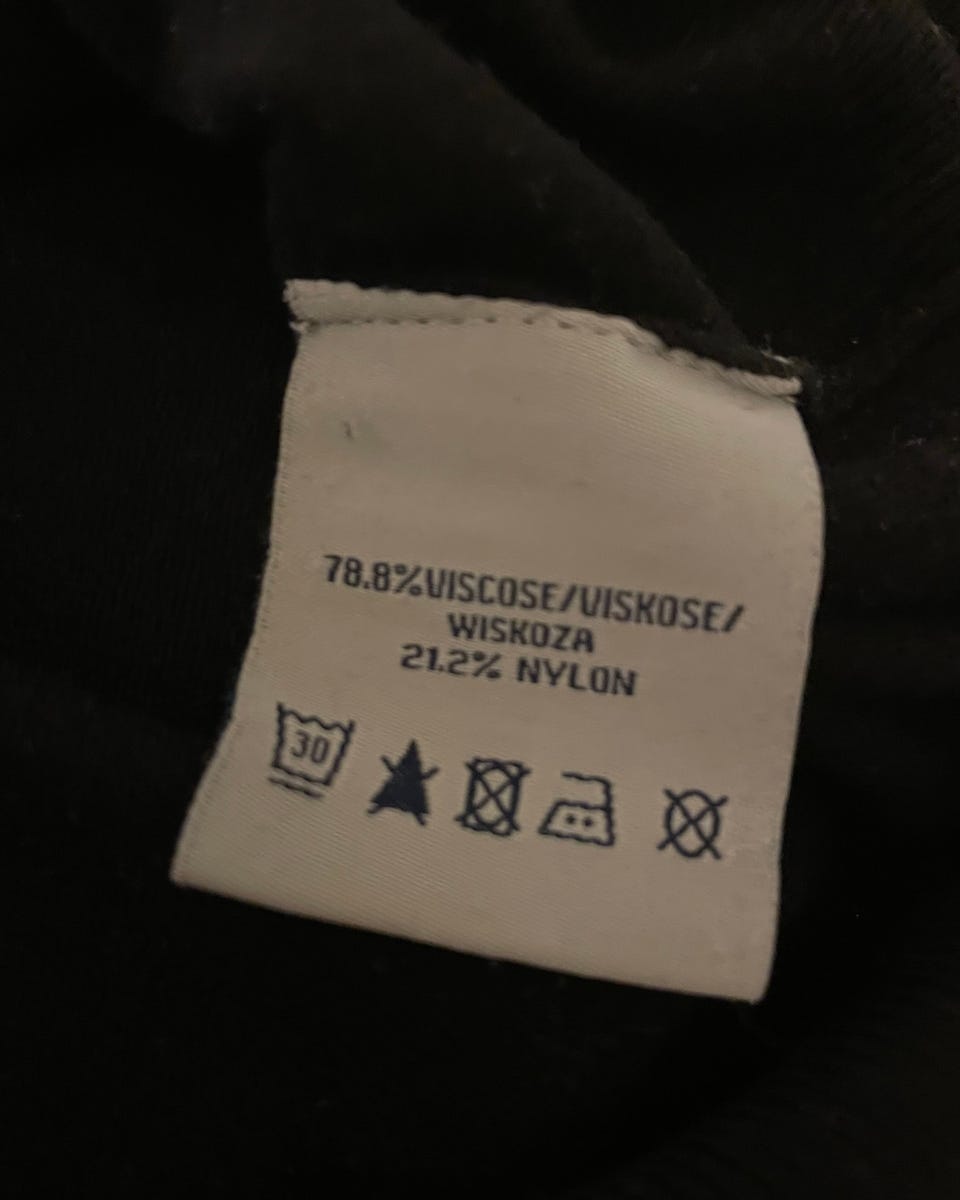 78.8%VISCOSE/VISKOSE/
WISKOZA
21.2% NYLON
30